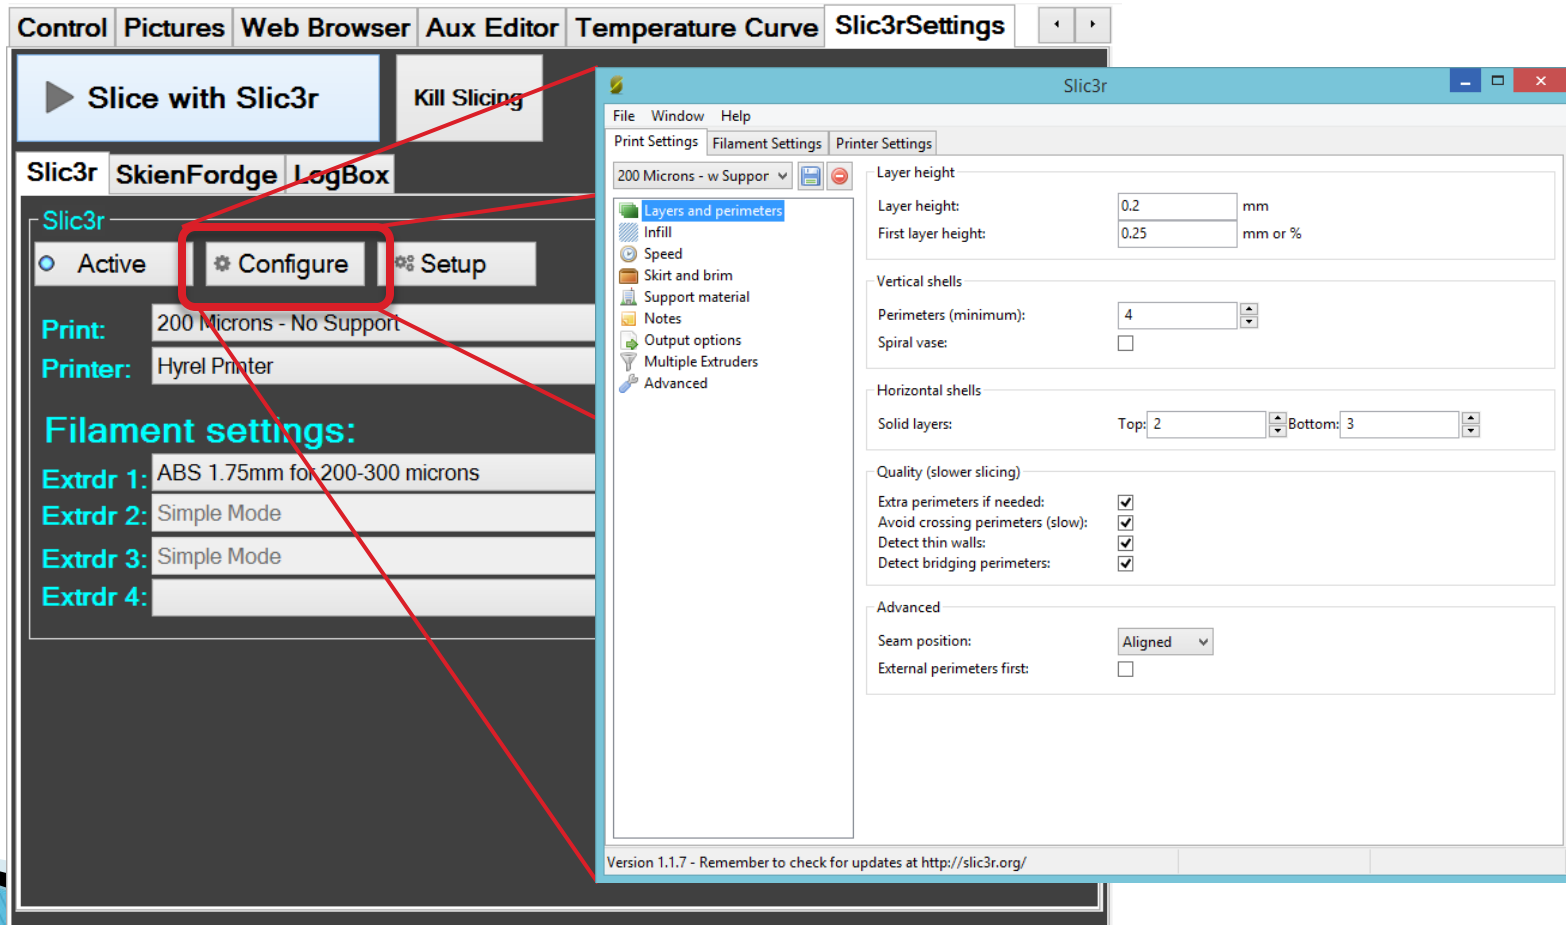 Control Pictures Web Browser Aux Editor Temperature Curve Slic3rSettings
Slice with Slic3r
Kill Slicing
Slic3r SkienFordge LogBox
Slic3r
Active Configure Setup
Print: 200 Microns - No Support
Printer: Hyrel Printer
Filament settings:
Extrdr 1: ABS 1.75mm for 200-300 microns
Extrdr 2: Simple Mode
Extrdr 3: Simple Mode
Extrdr 4:
Slic3r
File Window Help
Print Settings Filament Settings Printer Settings
200 Microns - w Suppor
Layers and perimeters
Infill
Speed
Skirt and brim
Support material
Notes
Output options
Multiple Extruders
Advanced
Layer height
Layer height: 0.2 mm
First layer height: 0.25 mm or %
Vertical shells
Perimeters (minimum): 4
Spiral vase:
Horizontal shells
Solid layers: Top: 2 Bottom: 3
Quality (slower slicing)
Extra perimeters if needed:
Avoid crossing perimeters (slow):
Detect thin walls:
Detect bridging perimeters:
Advanced
Seam position: Aligned
External perimeters first:
Version 1.1.7 - Remember to check for updates at http://slic3r.org/